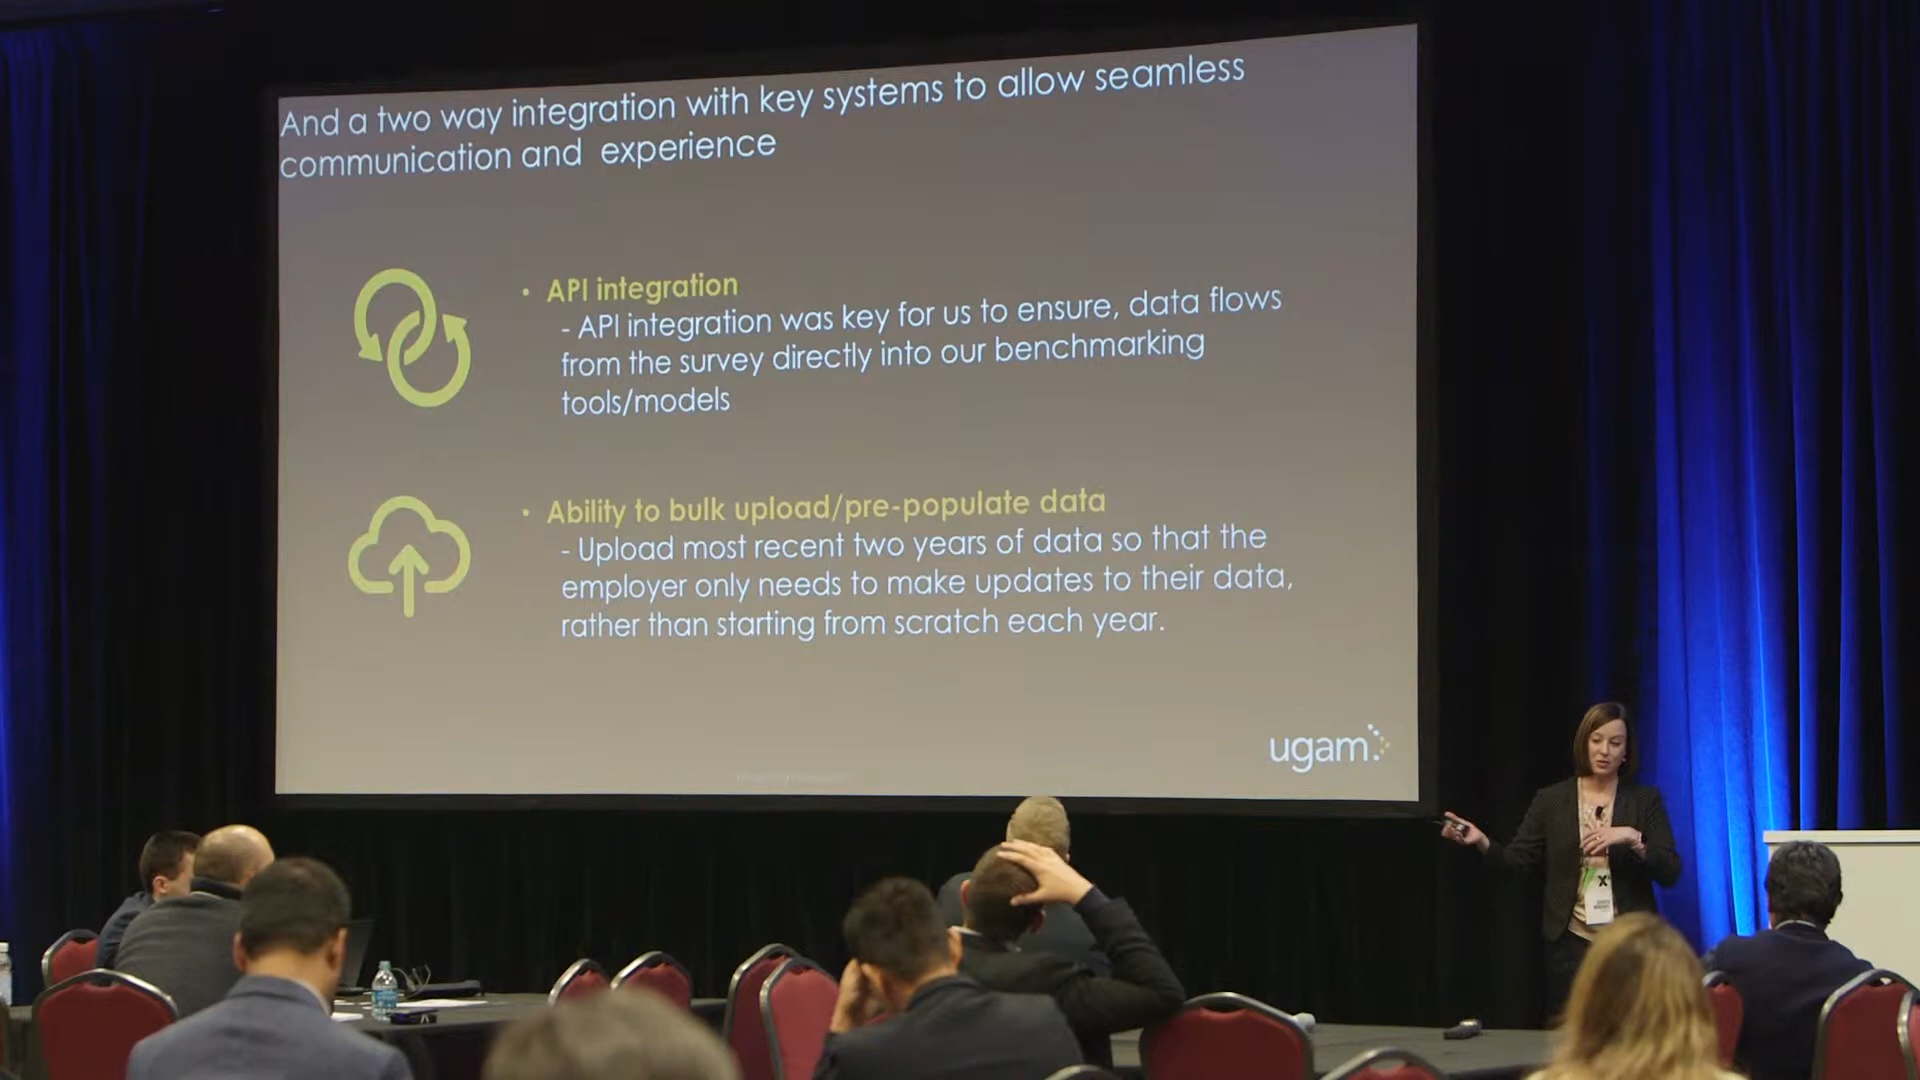 And a two way integration with key systems to allow seamless
communication and experience
• API integration
- API integration was key for us to ensure, data flows
from the survey directly into our benchmarking
tools/models
• Ability to bulk upload/pre-populate data
- Upload most recent two years of data so that the
employer only needs to make updates to their data,
rather than starting from scratch each year.
ugam
X